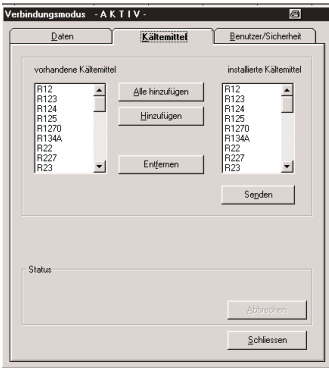 Verbindungsmodus - A K T I V -
Daten
Kältemittel
Benutzer/Sicherheit
vorhandene Kältemittel
installierte Kältemittel
R12
R123
R124
R125
R1270
R134A
R22
R227
R23
Alle hinzufügen
Hinzufügen
Entfernen
R12
R123
R124
R125
R1270
R134A
R22
R227
R23
Senden
Status
Abbrechen
Schliessen